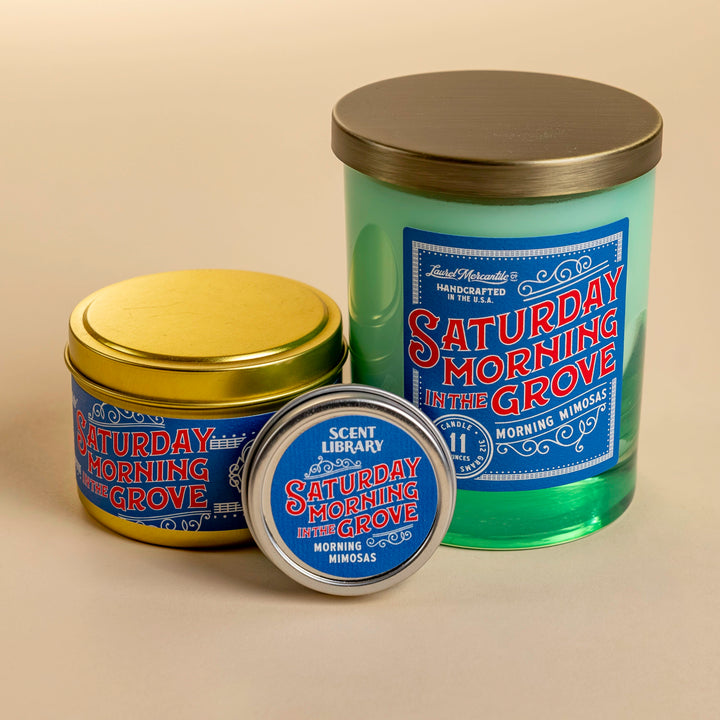 Laurel Mercantile Co
HANDCRAFTED
IN THE U.S.A.
SATURDAY
MORNING
IN THE GROVE
MORNING MIMOSAS
CANDLE
11
OUNCES
312 GRAMS
SATURDAY
MORNING
IN THE GROVE
SCENT
LIBRARY
SATURDAY
MORNING
IN THE GROVE
MORNING
MIMOSAS